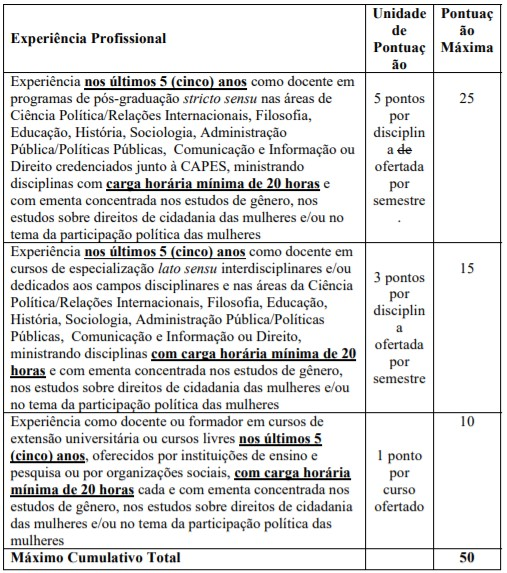 Experiência Profissional
Unidade
de
Pontuaç
ão
Pontuaç
ão
Máxima
Experiência nos últimos 5 (cinco) anos como docente em
programas de pós-graduação stricto sensu nas áreas de
Ciência Política/Relações Internacionais, Filosofia,
Educação, História, Sociologia, Administração
Pública/Políticas Públicas,  Comunicação e Informação ou
Direito credenciados junto à CAPES, ministrando
disciplinas com carga horária mínima de 20 horas e
com ementa concentrada nos estudos de gênero, nos
estudos sobre direitos de cidadania das mulheres e/ou no
tema da participação política das mulheres
5 pontos
por
disciplin
a de
ofertada
por
semestre
.
25
Experiência nos últimos 5 (cinco) anos como docente em
cursos de especialização lato sensu interdisciplinares e/ou
dedicados aos campos disciplinares e nas áreas da Ciência
Política/Relações Internacionais, Filosofia, Educação,
História, Sociologia, Administração Pública/Políticas
Públicas,  Comunicação e Informação ou Direito,
ministrando disciplinas com carga horária mínima de 20
horas e com ementa concentrada nos estudos de gênero,
nos estudos sobre direitos de cidadania das mulheres e/ou
no tema da participação política das mulheres
3 pontos
por
disciplin
a
ofertada
por
semestre
15
Experiência como docente ou formador em cursos de
extensão universitária ou cursos livres nos últimos 5
(cinco) anos, oferecidos por instituições de ensino e
pesquisa ou por organizações sociais, com carga horária
mínima de 20 horas cada e com ementa concentrada nos
estudos de gênero, nos estudos sobre direitos de cidadania
das mulheres e/ou no tema da participação política das
mulheres
1 ponto
por
curso
ofertado
10
Máximo Cumulativo Total
50